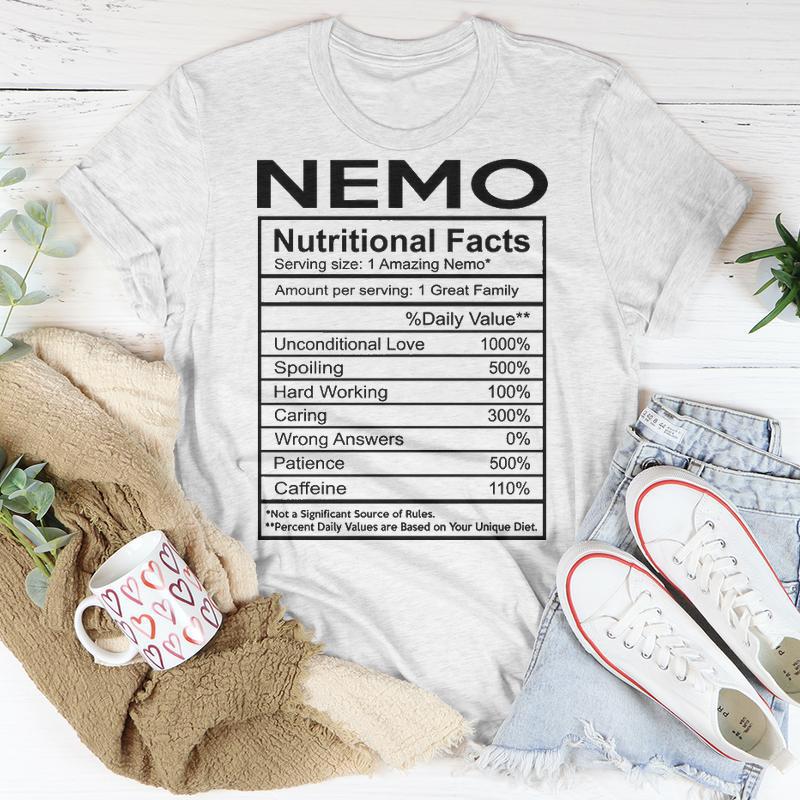 NEMO
Nutritional Facts
Serving size: 1 Amazing Nemo*
Amount per serving: 1 Great Family
%Daily Value**
Unconditional Love 1000%
Spoiling 500%
Hard Working 100%
Caring 300%
Wrong Answers 0%
Patience 500%
Caffeine 110%
*Not a Significant Source of Rules.
**Percent Daily Values are Based on Your Unique Diet.